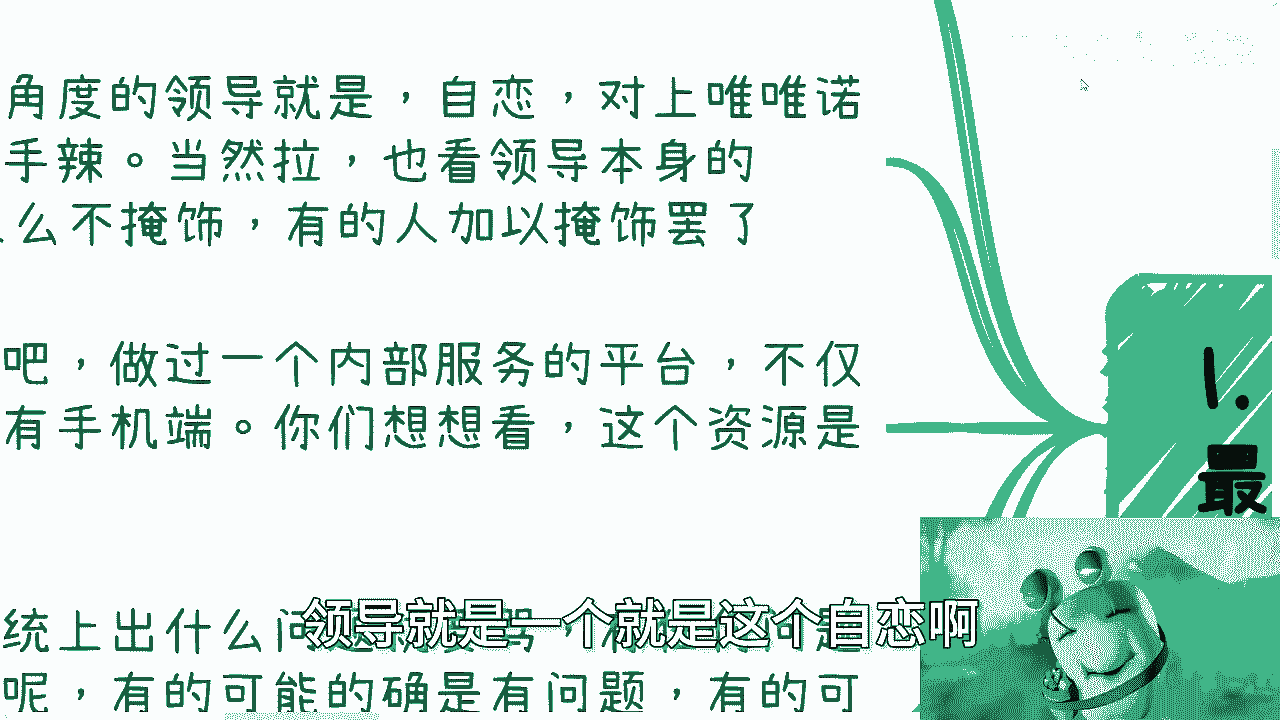 角度的领导就是，自恋，对上唯唯诺
手辣。当然拉，也看领导本身的
么不掩饰，有的人加以掩饰罢了
吧，做过一个内部服务的平台，不仅
有手机端。你们想想看，这个资源是
1.
最
统上出什么问
领导就是一个就是这个自恋啊
呢，有的可能的确是有问题，有的可